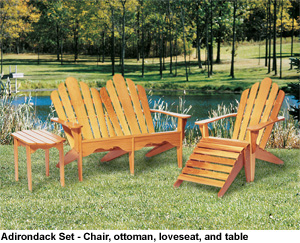 Adirondack Set - Chair, ottoman, loveseat, and table